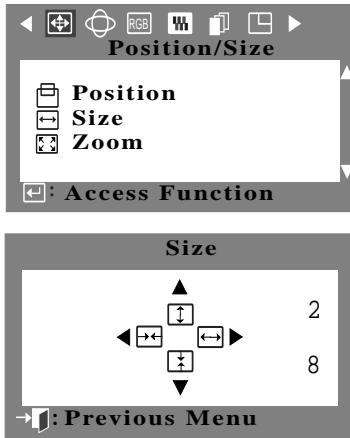 RGB
Position/Size
Position
Size
Zoom
: Access Function
Size
2
8
: Previous Menu